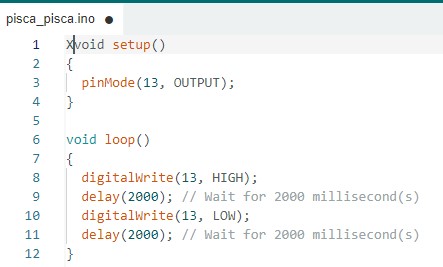 pisca_pisca.ino
1 Xvoid setup()
2 {
3 pinMode(13, OUTPUT);
4 }
5
6 void loop()
7 {
8 digitalWrite(13, HIGH);
9 delay(2000); // Wait for 2000 millisecond(s)
10 digitalWrite(13, LOW);
11 delay(2000); // Wait for 2000 millisecond(s)
12 }